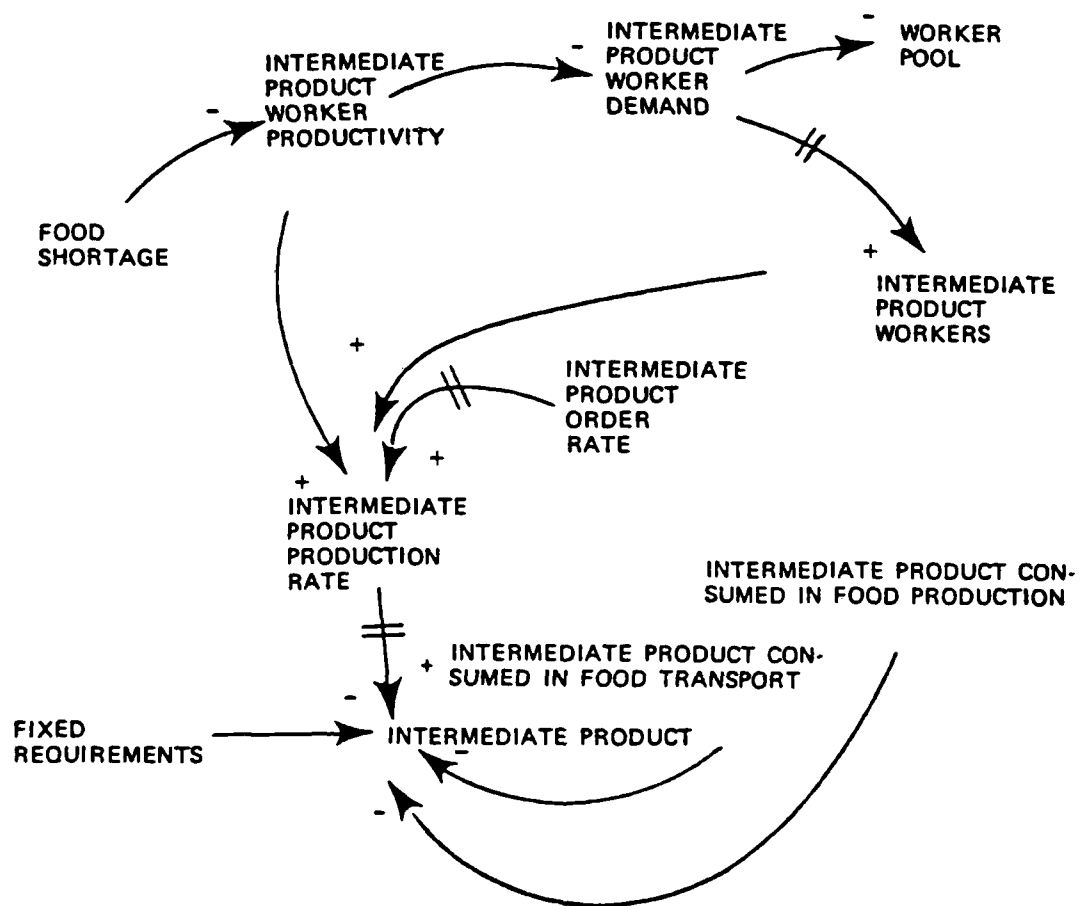 INTERMEDIATE
PRODUCT
WORKER
PRODUCTIVITY
-
-
INTERMEDIATE
PRODUCT
WORKER
DEMAND
-
WORKER
POOL
FOOD
SHORTAGE
+
INTERMEDIATE
PRODUCT
WORKERS
+
INTERMEDIATE
PRODUCT
ORDER
RATE
+
+
INTERMEDIATE
PRODUCT
PRODUCTION
RATE
INTERMEDIATE PRODUCT CON-
SUMED IN FOOD PRODUCTION
+
INTERMEDIATE PRODUCT CON-
SUMED IN FOOD TRANSPORT
-
FIXED
REQUIREMENTS
INTERMEDIATE PRODUCT
-
-